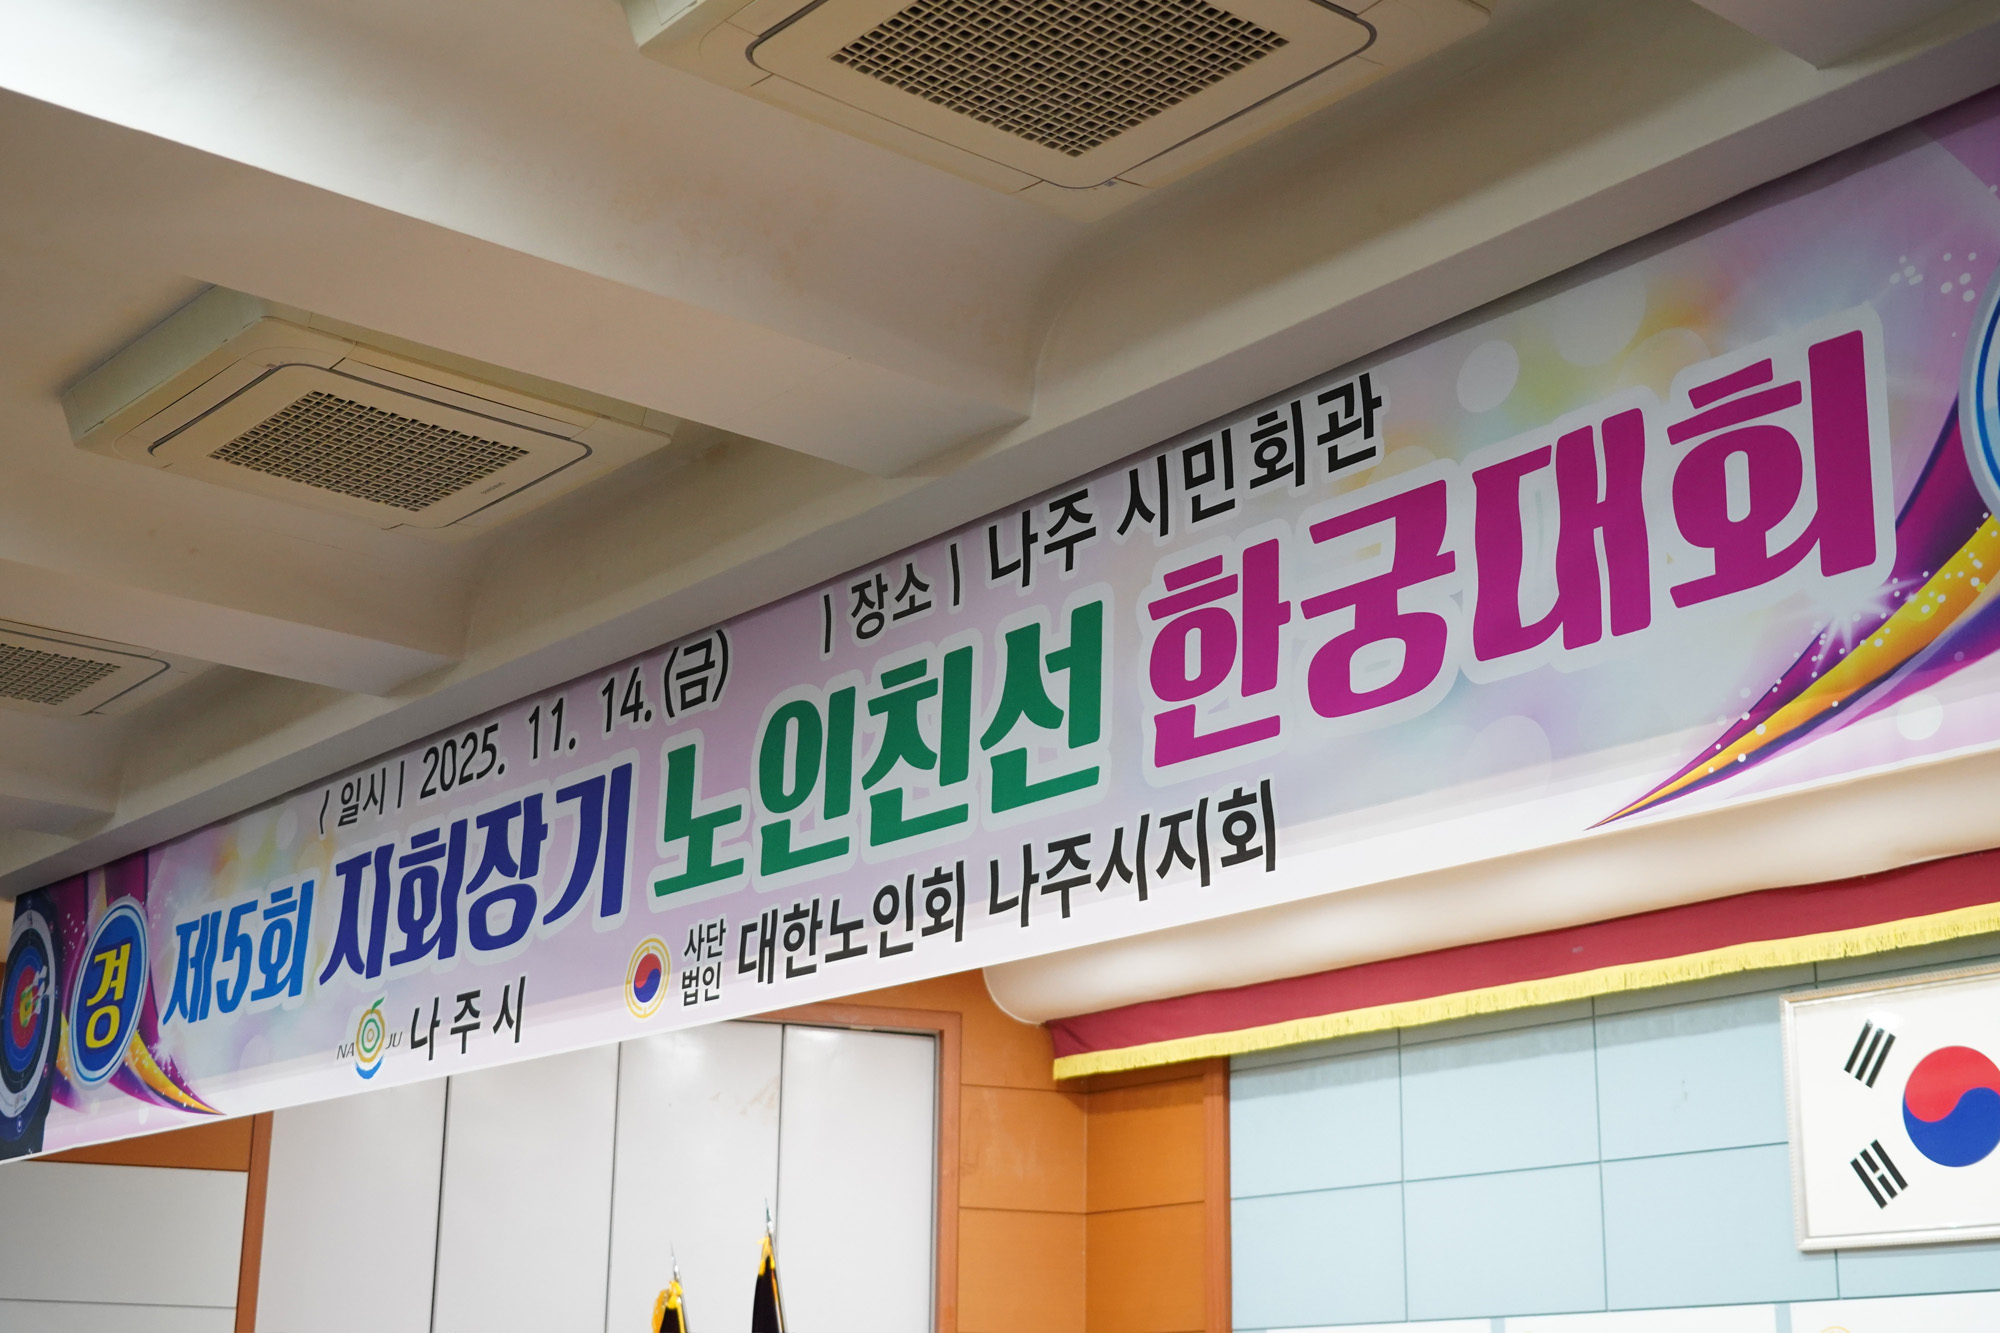 | 일시 | 2025. 11. 14.(금) | 장소 | 나주 시민회관
경 제5회 지회장기 노인친선 한궁대회
NAJU 나주시 사단법인 대한노인회 나주시지회